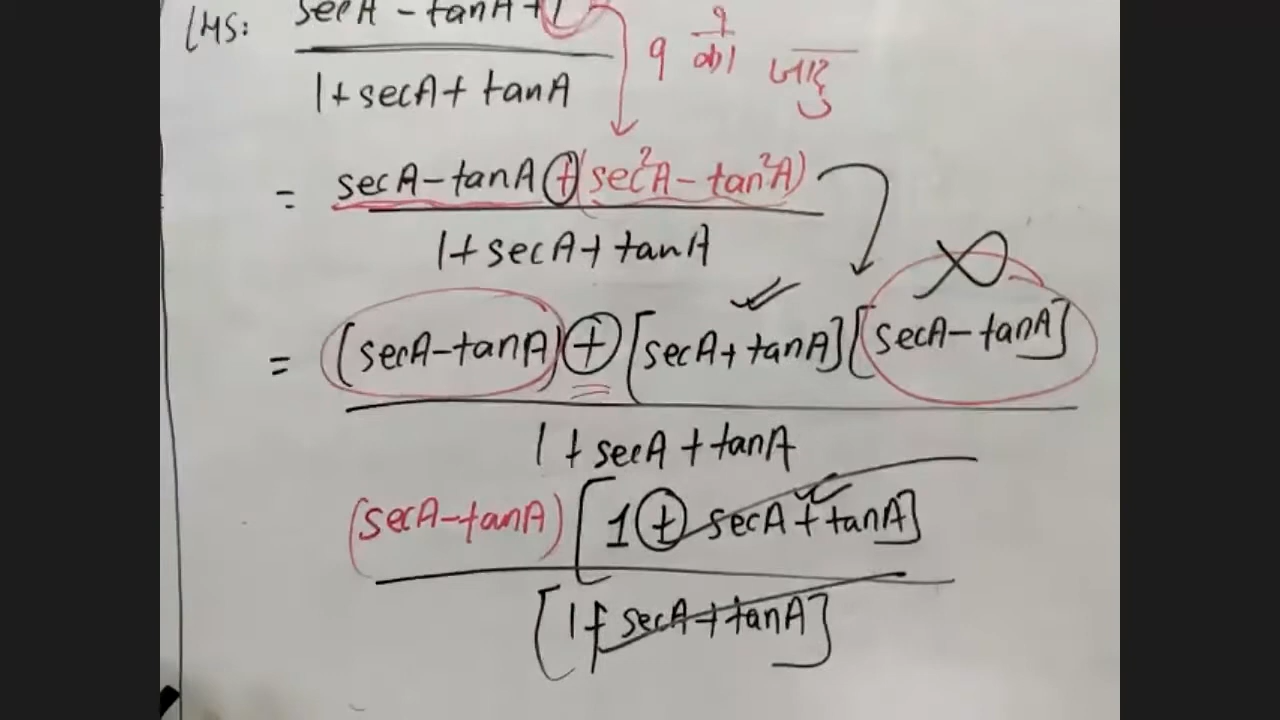 LHS: secA - tanA + 1
1 + secA + tanA
= secA - tanA + (sec²A - tan²A)
1 + secA + tanA
= (secA - tanA) + [secA + tanA] [secA - tanA]
1 + secA + tanA
(secA - tanA) [1 + secA + tanA]
[1 + secA + tanA]